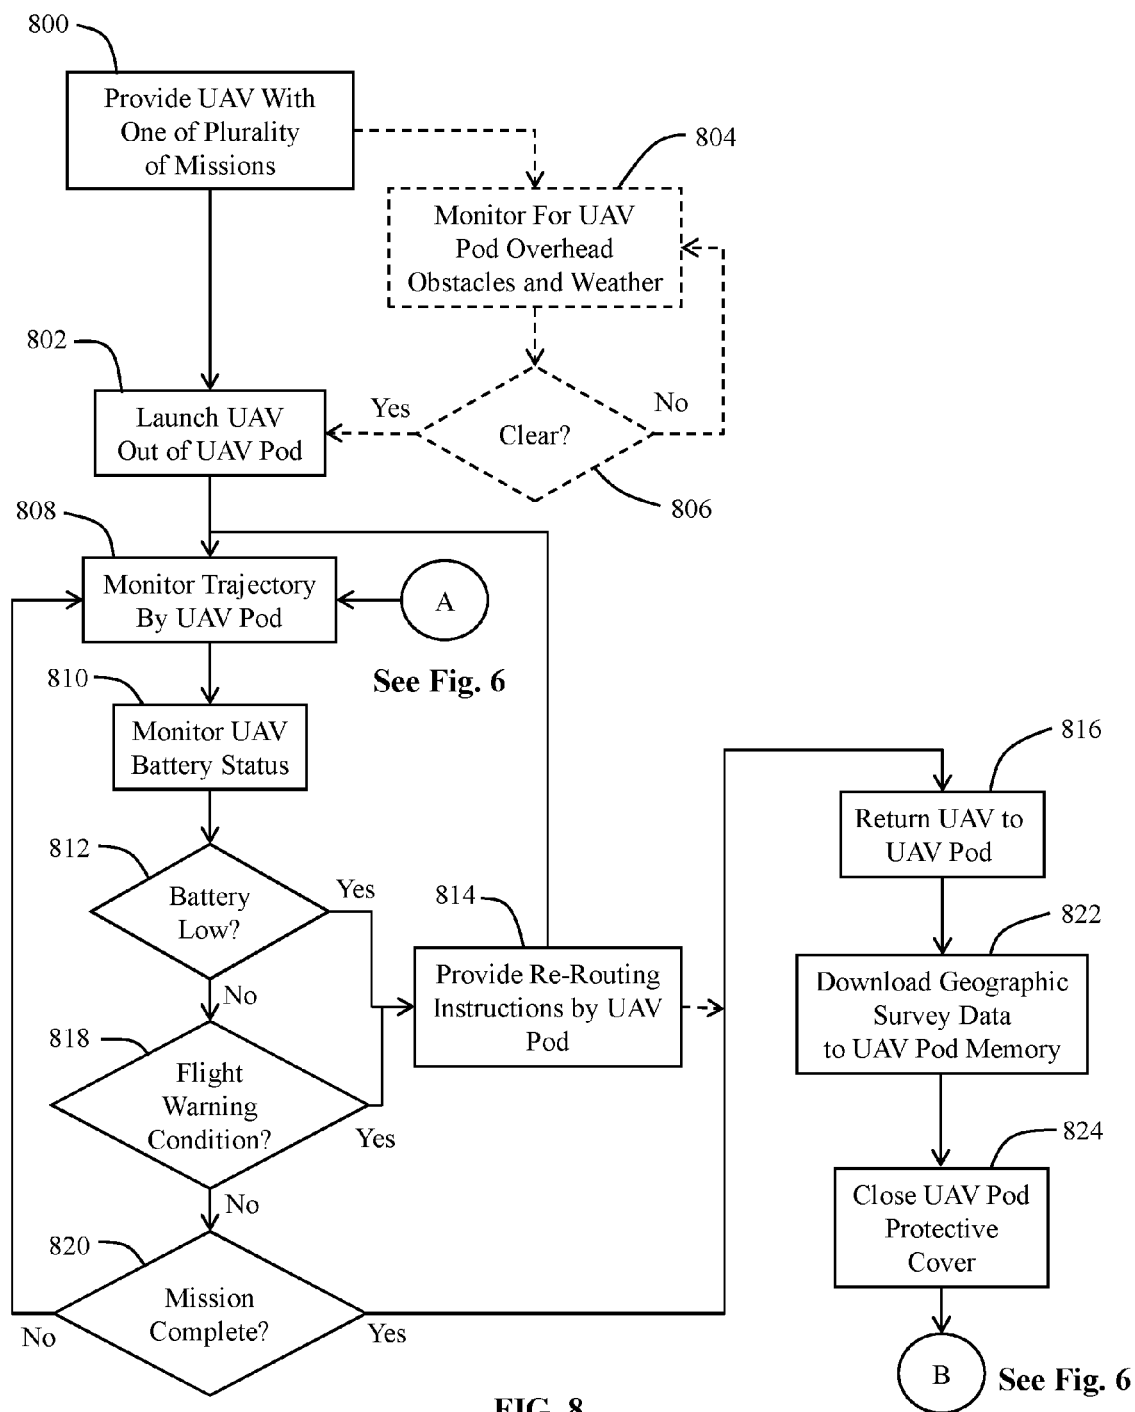 800
Provide UAV With
One of Plurality
of Missions
804
Monitor For UAV
Pod Overhead
Obstacles and Weather
802
Launch UAV
Out of UAV Pod
Yes
Clear?
No
806
808
Monitor Trajectory
By UAV Pod
A
See Fig. 6
810
Monitor UAV
Battery Status
812
Battery
Low?
Yes
No
814
Provide Re-Routing
Instructions by UAV
Pod
818
Flight
Warning
Condition?
Yes
No
820
Mission
Complete?
No
Yes
816
Return UAV to
UAV Pod
822
Download Geographic
Survey Data
to UAV Pod Memory
824
Close UAV Pod
Protective
Cover
B
See Fig. 6
FIG. 8